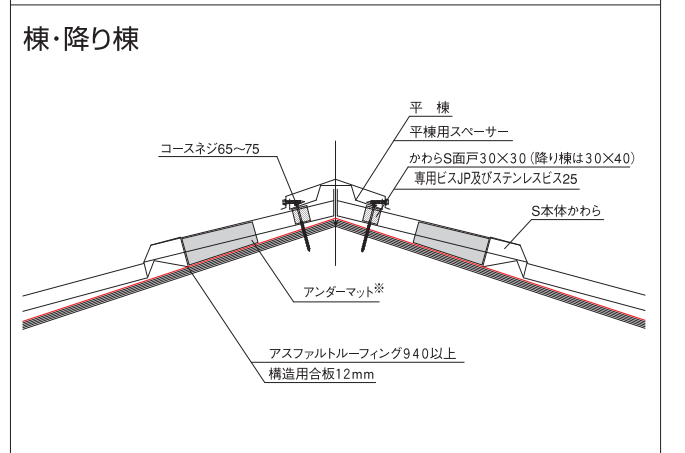 棟・降り棟
平　棟
平棟用スペーサー
コースネジ65～75
かわらS面戸30×30（降り棟は30×40）
専用ビスJP及びステンレスビス25
S本体かわら
アンダーマット※
アスファルトルーフィング940以上
構造用合板12mm